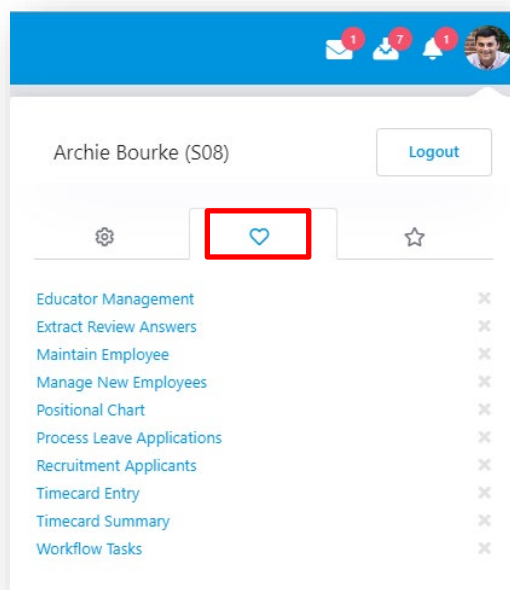 1 7 1
Archie Bourke (S08) Logout
Educator Management
Extract Review Answers
Maintain Employee
Manage New Employees
Positional Chart
Process Leave Applications
Recruitment Applicants
Timecard Entry
Timecard Summary
Workflow Tasks